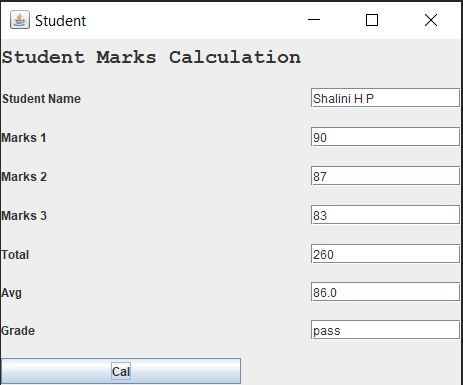 Student
Student Marks Calculation
Student Name Shalini H P
Marks 1 90
Marks 2 87
Marks 3 83
Total 260
Avg 86.0
Grade pass
Cal